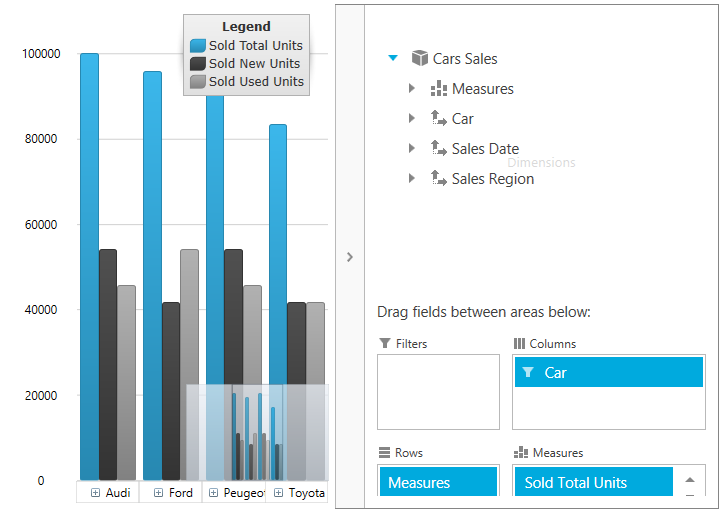 Legend
Sold Total Units
Sold New Units
Sold Used Units
100000
80000
60000
40000
20000
0
Audi
Ford
Peugeot
Toyota
Cars Sales
Measures
Car
Sales Date
Dimensions
Sales Region
Drag fields between areas below:
Filters
Columns
Car
Rows
Measures
Measures
Sold Total Units